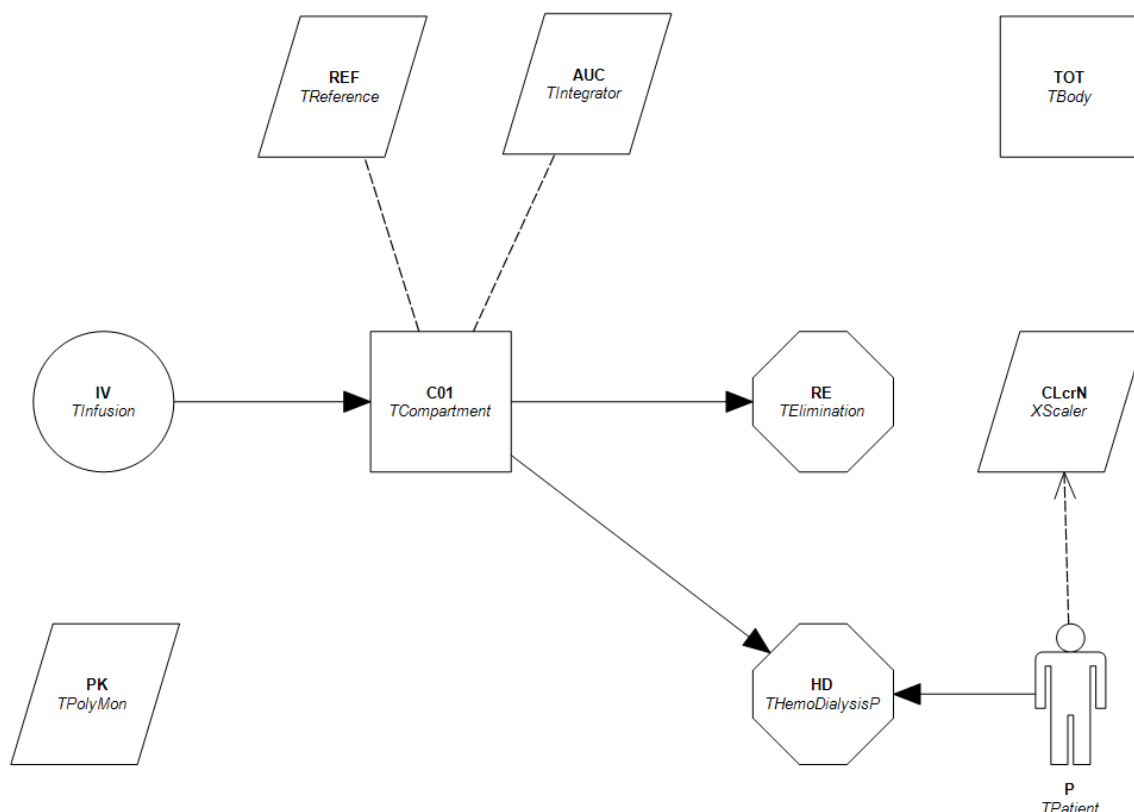 REF
TReference
AUC
TIntegrator
TOT
TBody
IV
TInfusion
C01
TCompartment
RE
TElimination
CLcrN
XScaler
PK
TPolyMon
HD
THemoDialysisP
P
TPatient